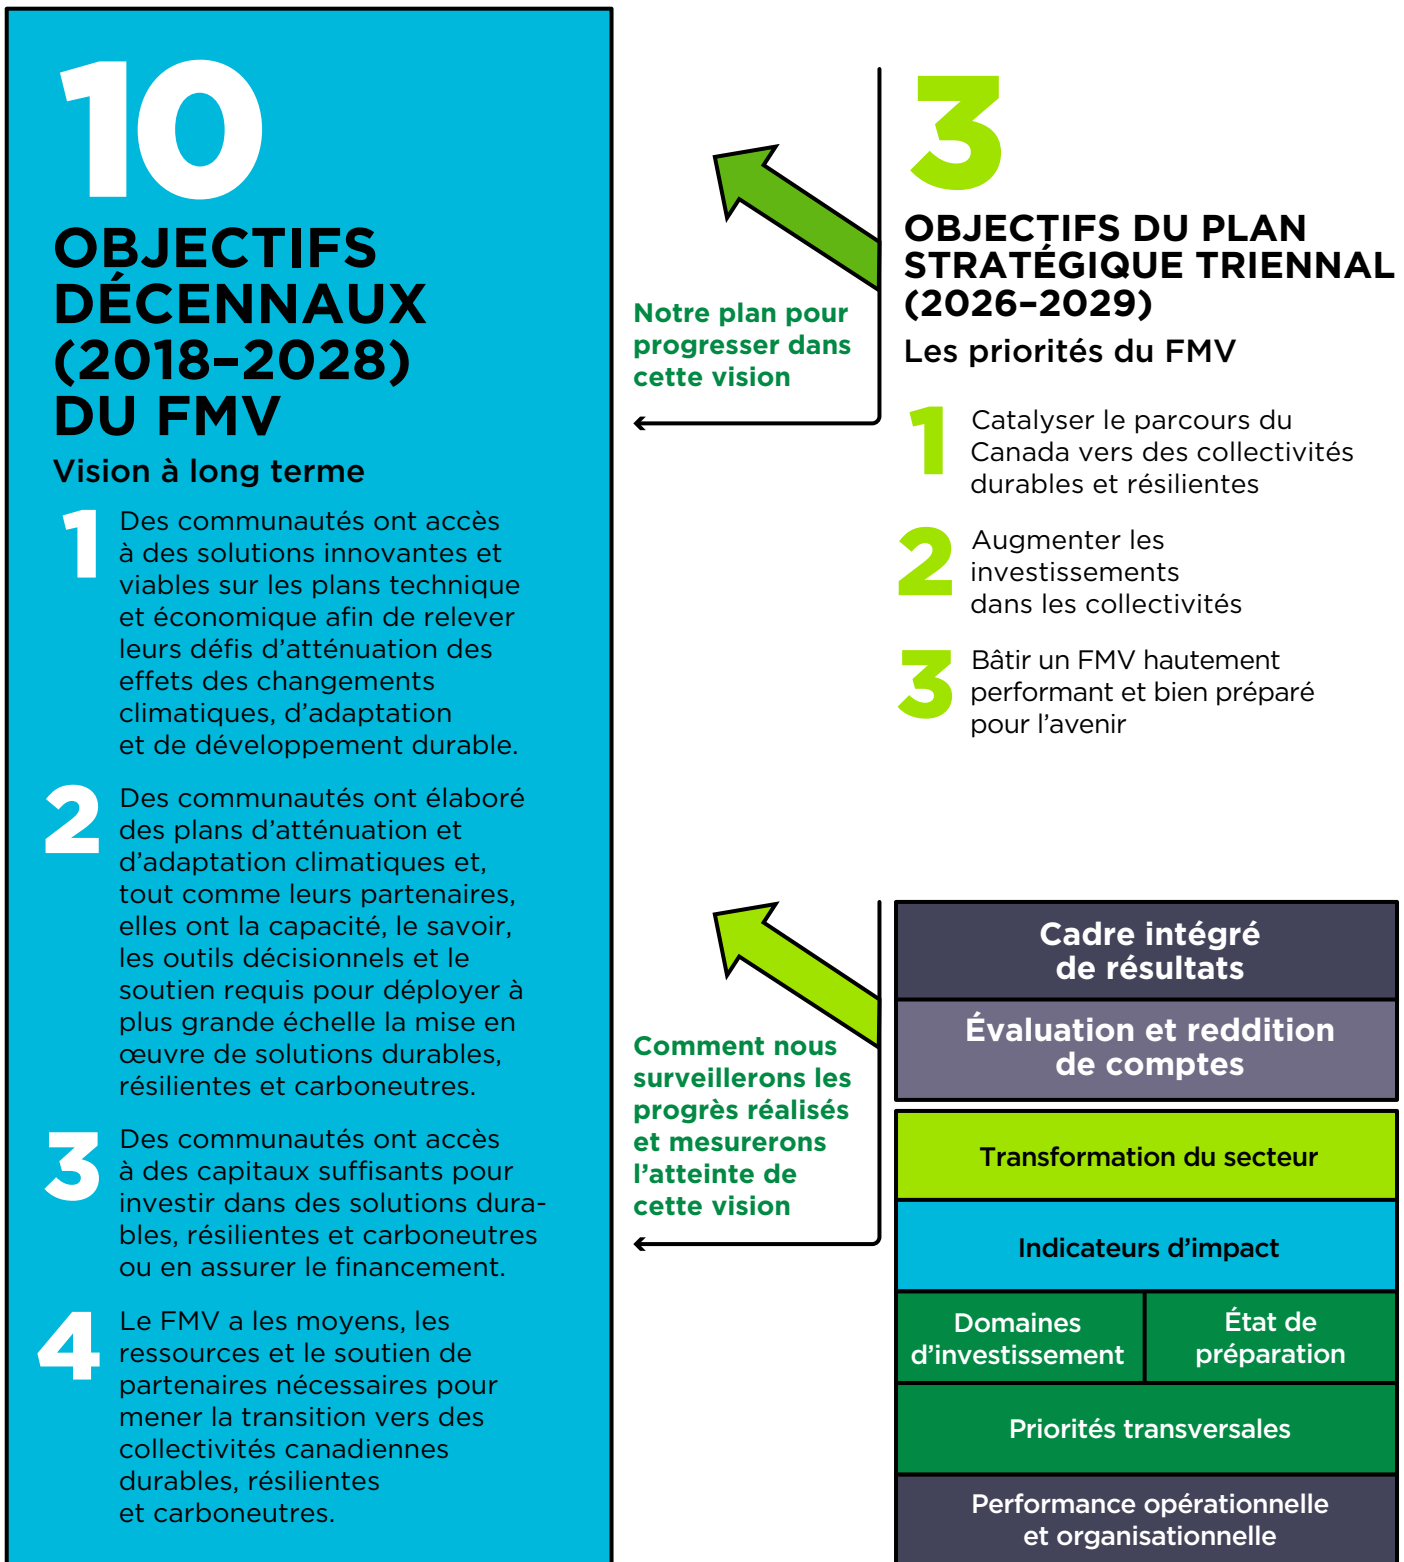 10
OBJECTIFS
DÉCENNAUX
(2018–2028)
DU FMV
Vision à long terme
1
Des communautés ont accès
à des solutions innovantes et
viables sur les plans technique
et économique afin de relever
leurs défis d’atténuation des
effets des changements
climatiques, d’adaptation
et de développement durable.
2
Des communautés ont élaboré
des plans d’atténuation et
d’adaptation climatiques et,
tout comme leurs partenaires,
elles ont la capacité, le savoir,
les outils décisionnels et le
soutien requis pour déployer à
plus grande échelle la mise en
œuvre de solutions durables,
résilientes et carboneutres.
3
Des communautés ont accès
à des capitaux suffisants pour
investir dans des solutions dura-
bles, résilientes et carboneutres
ou en assurer le financement.
4
Le FMV a les moyens, les
ressources et le soutien de
partenaires nécessaires pour
mener la transition vers des
collectivités canadiennes
durables, résilientes
et carboneutres.
Notre plan pour
progresser dans
cette vision
3
OBJECTIFS DU PLAN
STRATÉGIQUE TRIENNAL
(2026–2029)
Les priorités du FMV
1
Catalyser le parcours du
Canada vers des collectivités
durables et résilientes
2
Augmenter les
investissements
dans les collectivités
3
Bâtir un FMV hautement
performant et bien préparé
pour l’avenir
Comment nous
surveillerons les
progrès réalisés
et mesurerons
l’atteinte de
cette vision
Cadre intégré
de résultats
Évaluation et reddition
de comptes
Transformation du secteur
Indicateurs d’impact
Domaines
d’investissement
État de
préparation
Priorités transversales
Performance opérationnelle
et organisationnelle